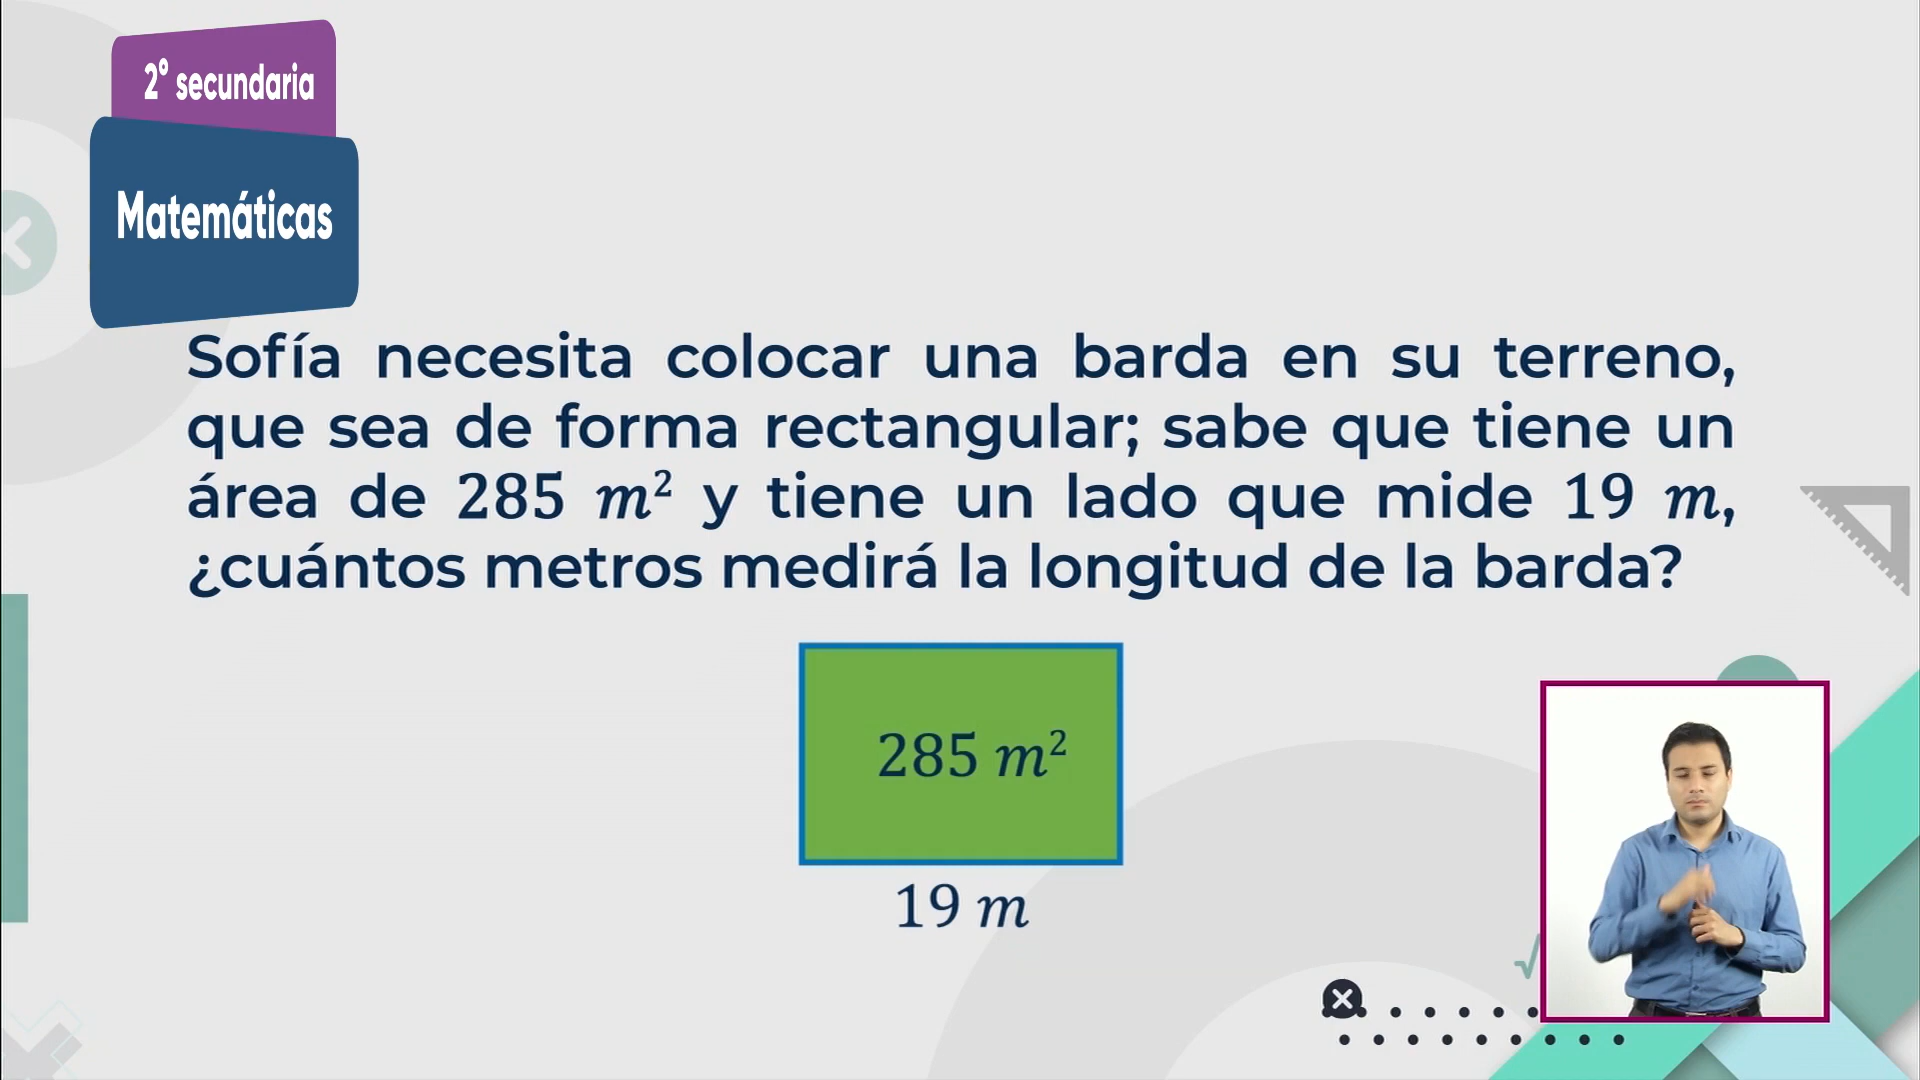 2° secundaria
Matemáticas
Sofía necesita colocar una barda en su terreno,
que sea de forma rectangular; sabe que tiene un
área de 285 m² y tiene un lado que mide 19 m,
¿cuántos metros medirá la longitud de la barda?
285 m²
19 m